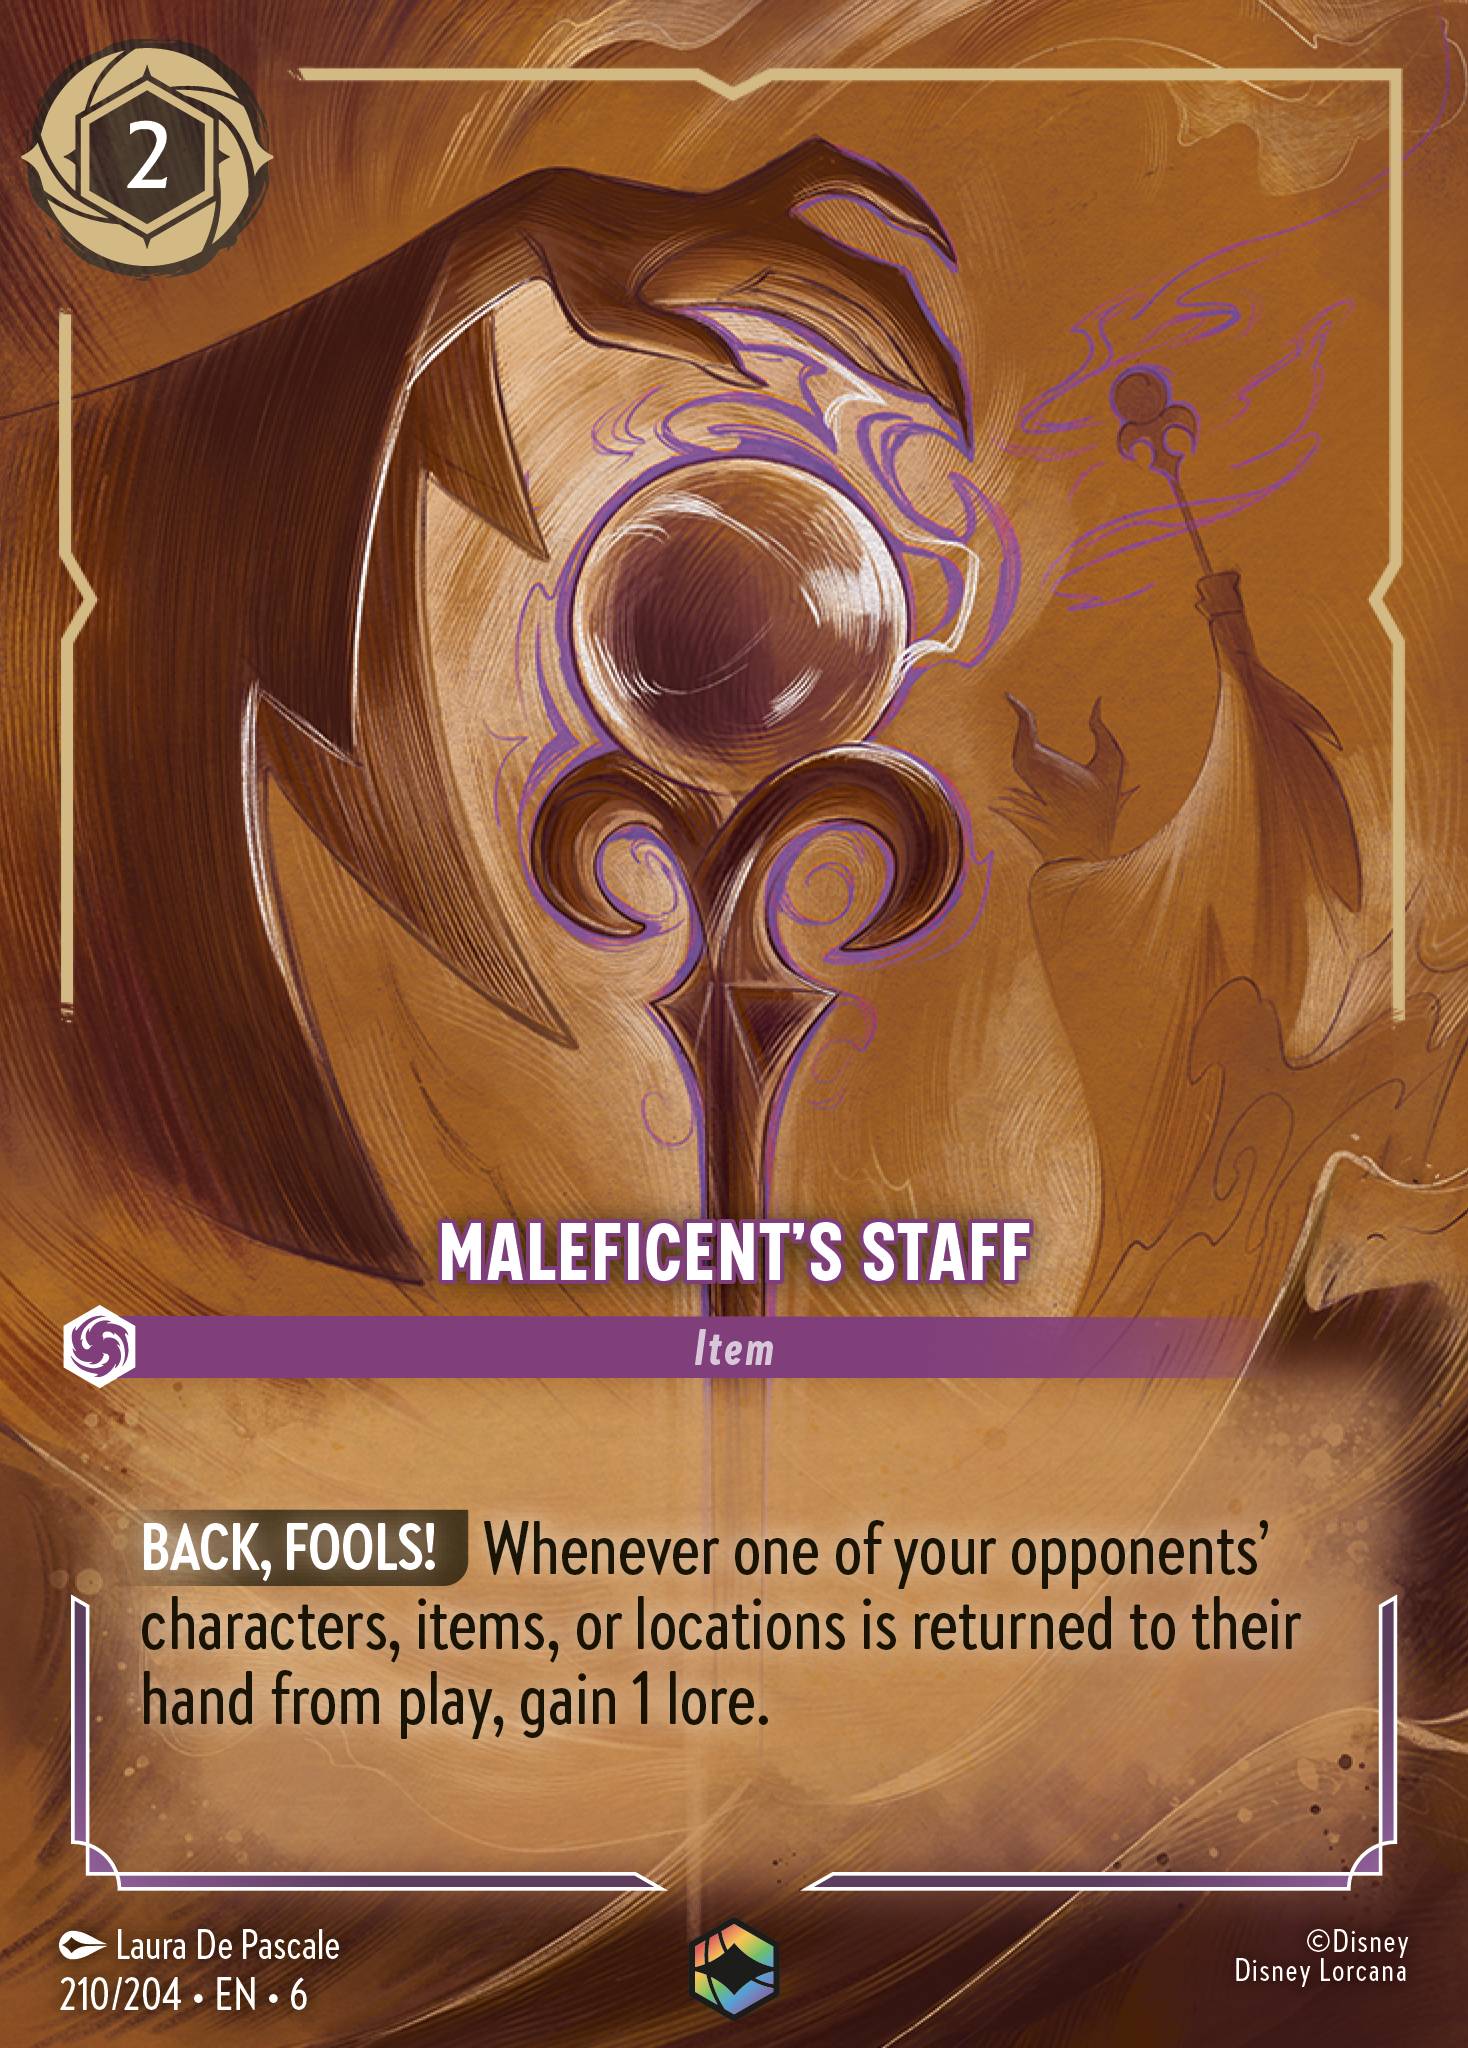 2
MALEFICENT'S STAFF
Item
BACK, FOOLS! Whenever one of your opponents'
characters, items, or locations is returned to their
hand from play, gain 1 lore.
Laura De Pascale
210/204 • EN • 6
©Disney
Disney Lorcana